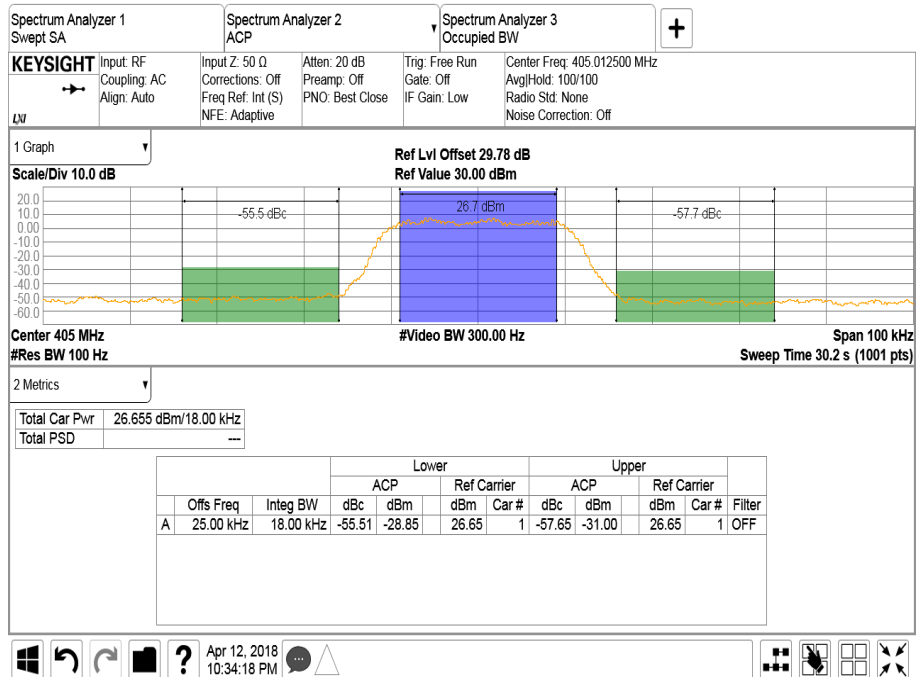 Spectrum Analyzer 1
Swept SA
Spectrum Analyzer 2
ACP
Spectrum Analyzer 3
Occupied BW
+
KEYSIGHT
LXI
Input: RF
Coupling: AC
Align: Auto
Input Z: 50 Ω
Corrections: Off
Freq Ref: Int (S)
NFE: Adaptive
Atten: 20 dB
Preamp: Off
PNO: Best Close
Trig: Free Run
Gate: Off
IF Gain: Low
Center Freq: 405.012500 MHz
Avg|Hold: 100/100
Radio Std: None
Noise Correction: Off
1 Graph
Scale/Div 10.0 dB
Ref Lvl Offset 29.78 dB
Ref Value 30.00 dBm
20.0
10.0
0.00
-10.0
-20.0
-30.0
-40.0
-50.0
-60.0
-55.5 dBc
26.7 dBm
-57.7 dBc
Center 405 MHz
#Video BW 300.00 Hz
Span 100 kHz
#Res BW 100 Hz
Sweep Time 30.2 s (1001 pts)
2 Metrics
Total Car Pwr 26.655 dBm/18.00 kHz
Total PSD ---
Lower Upper
ACP Ref Carrier ACP Ref Carrier
Offs Freq Integ BW dBc dBm dBm Car # dBc dBm dBm Car # Filter
A 25.00 kHz 18.00 kHz -55.51 -28.85 26.65 1 -57.65 -31.00 26.65 1 OFF
?
Apr 12, 2018
10:34:18 PM